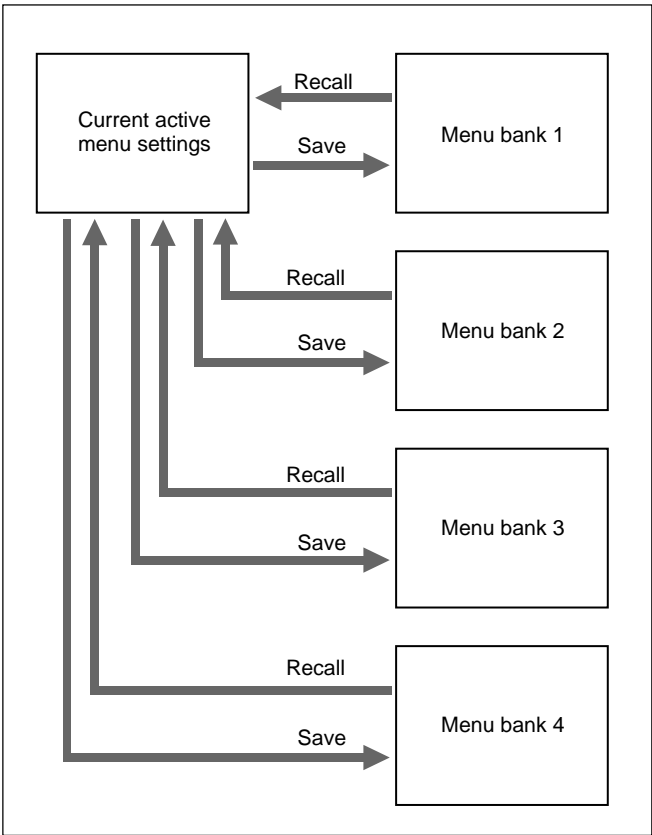 Current active
menu settings
Recall
Save
Menu bank 1
Recall
Save
Menu bank 2
Recall
Save
Menu bank 3
Recall
Save
Menu bank 4